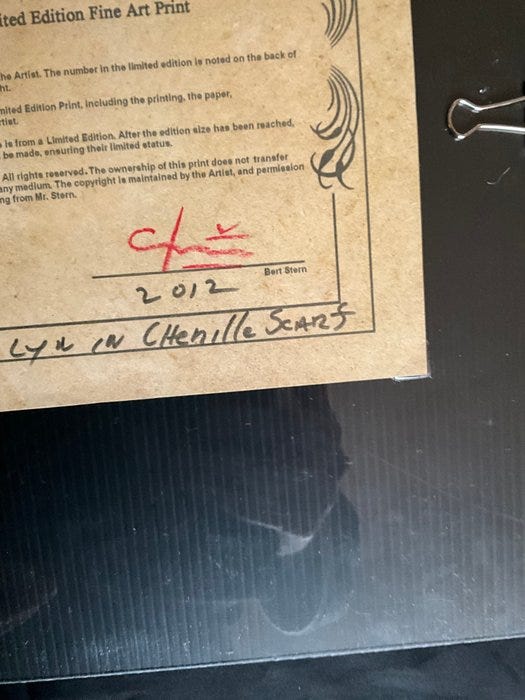 ited Edition Fine Art Print
he Artist. The number in the limited edition is noted on the back of
ht.
mited Edition Print, including the printing, the paper,
tist.
is from a Limited Edition. After the edition size has been reached,
be made, ensuring their limited status.
All rights reserved. The ownership of this print does not transfer
any medium. The copyright is maintained by the Artist, and permission
ng from Mr. Stern.
Bert Stern
2012
LYN IN CHenille ScARf